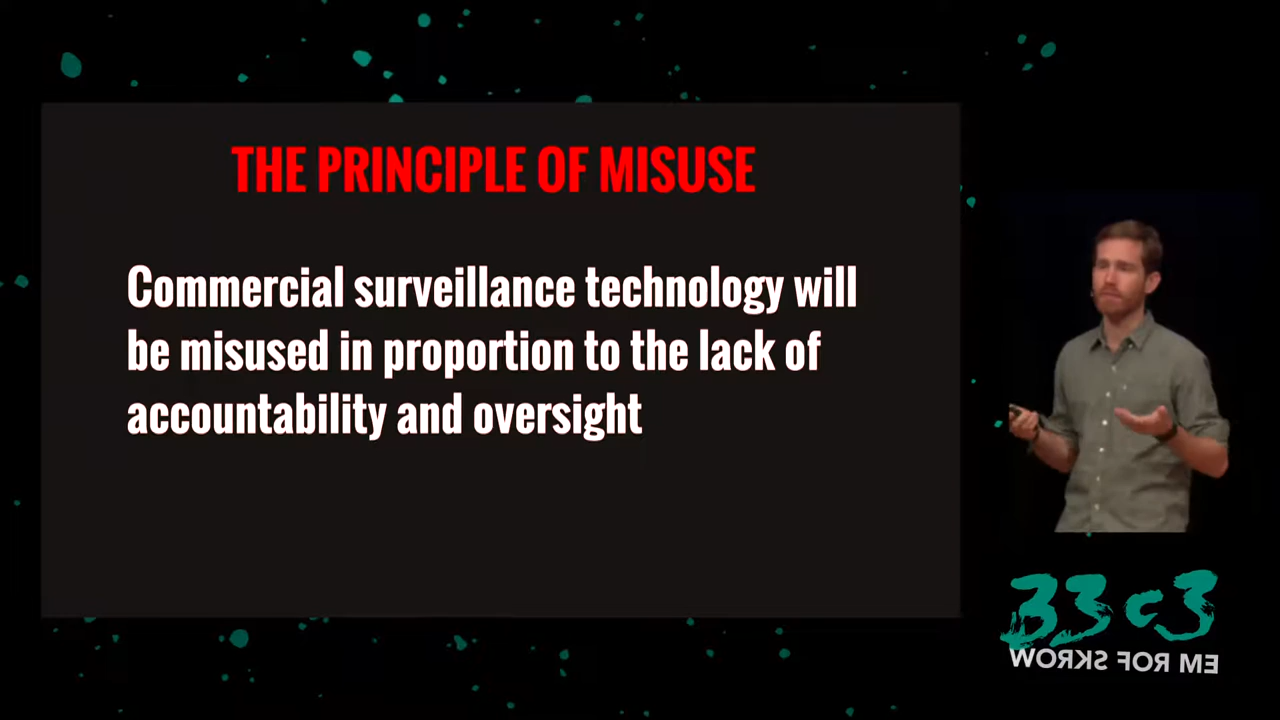 THE PRINCIPLE OF MISUSE
Commercial surveillance technology will
be misused in proportion to the lack of
accountability and oversight
33c3
WORKS FOR ME